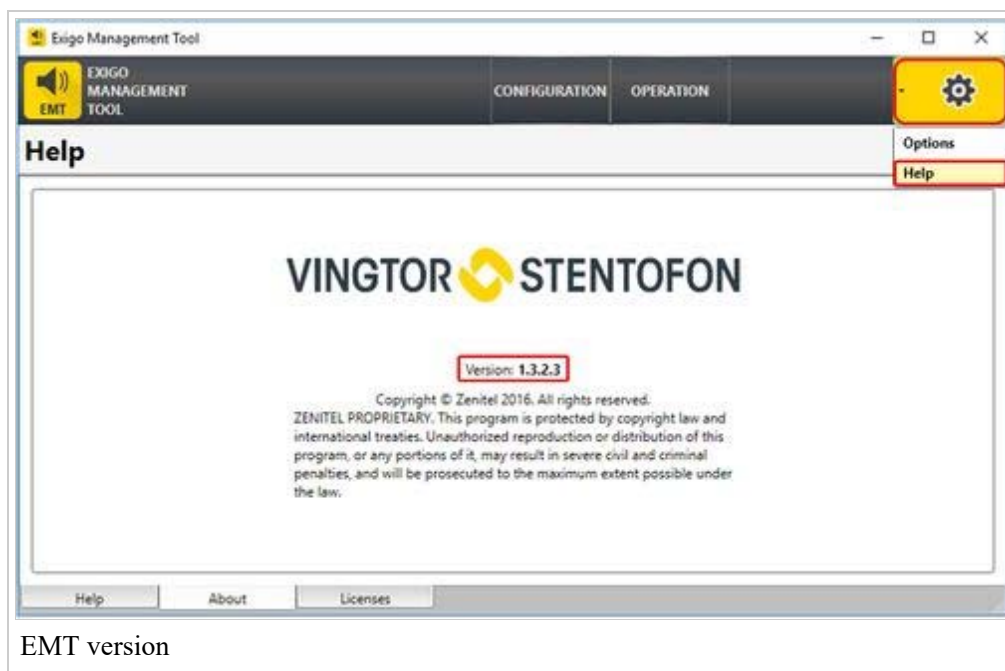 Exigo Management Tool
EXIGO
MANAGEMENT
TOOL
EMT
CONFIGURATION
OPERATION
Help
Options
Help
VINGTOR STENTOFON
Version: 1.3.2.3
Copyright © Zenitel 2016. All rights reserved.
ZENITEL PROPRIETARY. This program is protected by copyright law and
international treaties. Unauthorized reproduction or distribution of this
program, or any portions of it, may result in severe civil and criminal
penalties, and will be prosecuted to the maximum extent possible under
the law.
Help
About
Licenses
EMT version